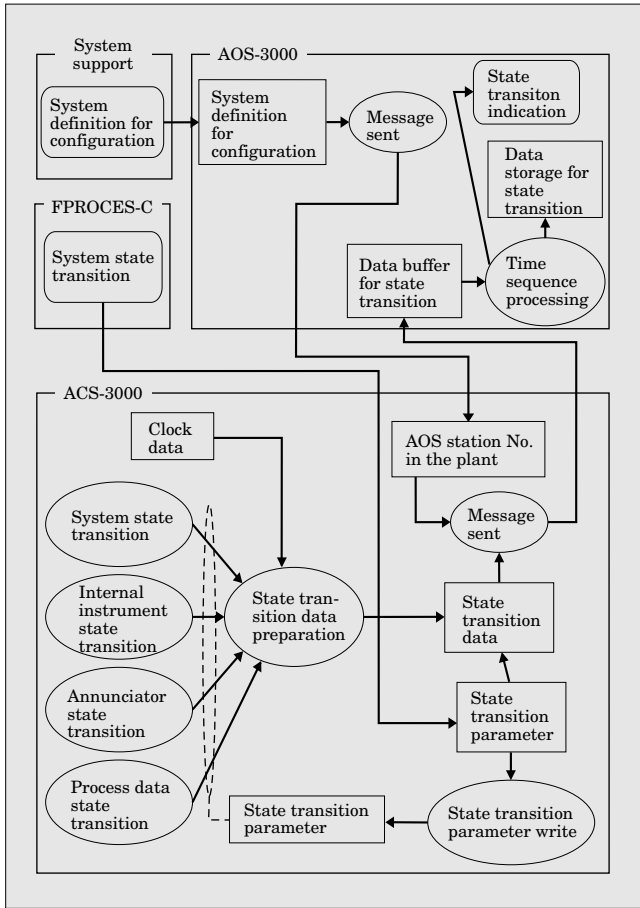 System
support
System
definition for
configuration
AOS-3000
System
definition
for
configuration
Message
sent
State
transiton
indication
Data
storage for
state
transition
Data buffer
for state
transition
Time
sequence
processing
FPROCES-C
System state
transition
ACS-3000
Clock
data
AOS station No.
in the plant
System state
transition
Message
sent
Internal
instrument
state
transition
State tran-
sition data
preparation
State
transition
data
Annunciator
state
transition
State
transition
parameter
Process data
state
transition
State transition
parameter
State transition
parameter write